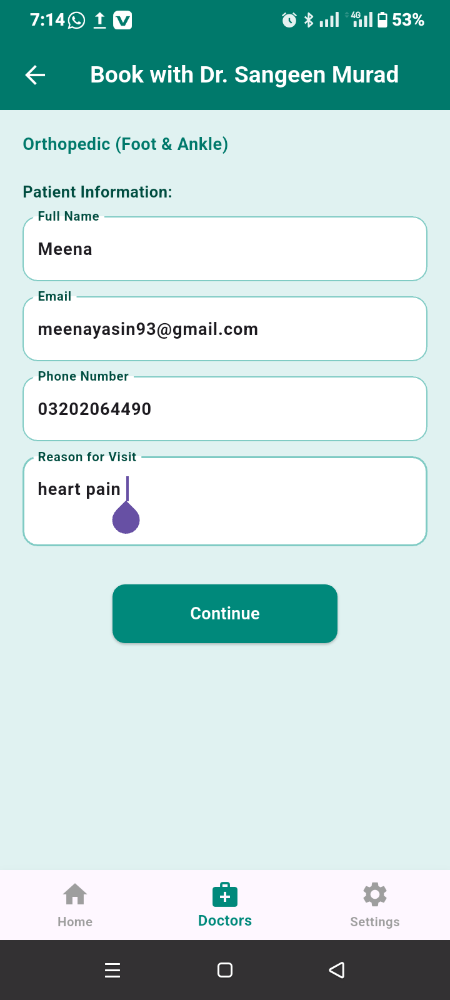 7:14 4G 53%
Book with Dr. Sangeen Murad
Orthopedic (Foot & Ankle)
Patient Information:
Full Name
Meena
Email
meenayasin93@gmail.com
Phone Number
03202064490
Reason for Visit
heart pain
Continue
Home Doctors Settings